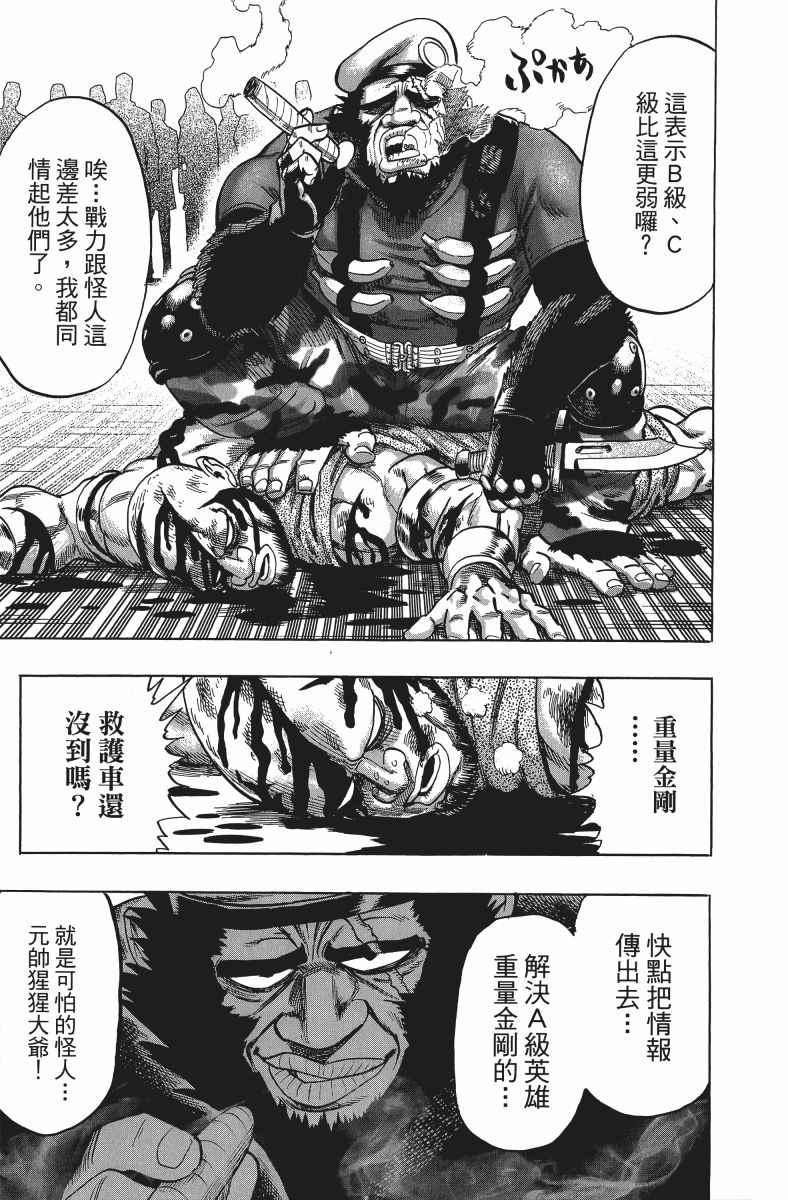 這表示B級、C
級比這更弱囉？
ぷかぁ
唉…戰力跟怪人這
邊差太多，我都同
情起他們了。
重量金剛
……
救護車還
沒到嗎？
快點把情報
傳出去…
解決A級英雄
重量金剛的…
就是可怕的怪人…
元帥猩猩大爺！